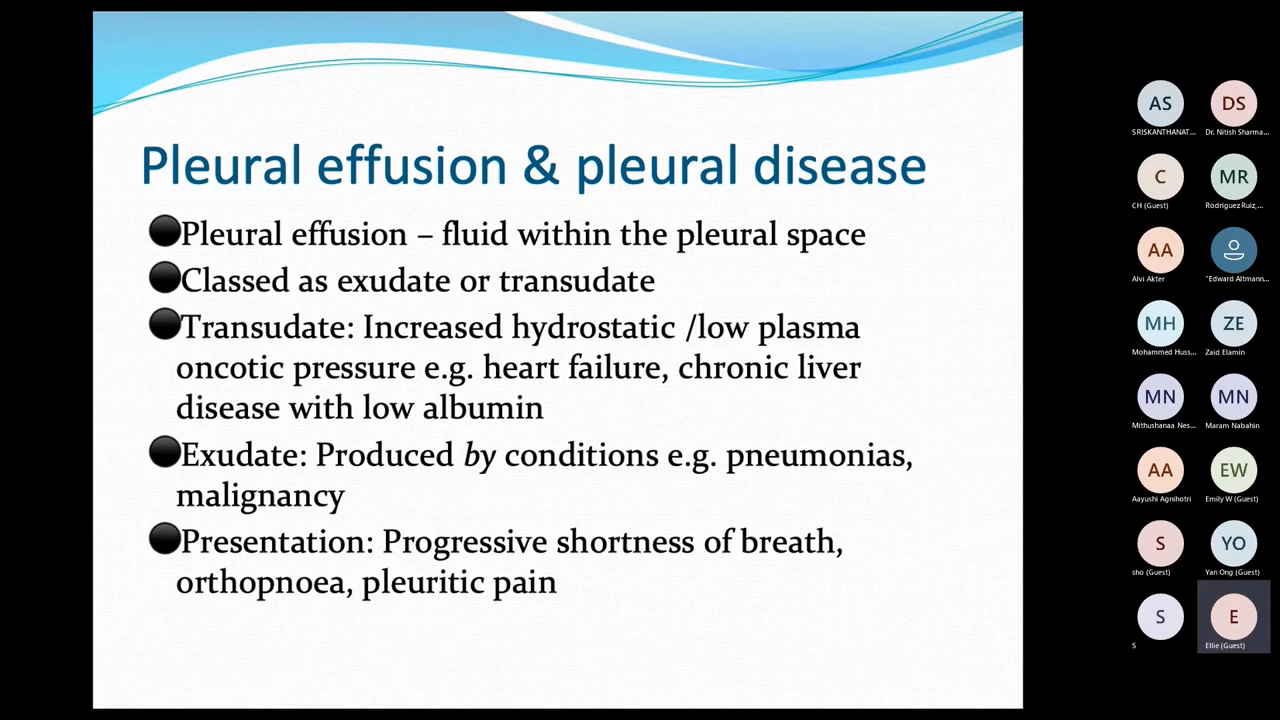 Pleural effusion & pleural disease
Pleural effusion – fluid within the pleural space
Classed as exudate or transudate
Transudate: Increased hydrostatic /low plasma
oncotic pressure e.g. heart failure, chronic liver
disease with low albumin
Exudate: Produced by conditions e.g. pneumonias,
malignancy
Presentation: Progressive shortness of breath,
orthopnoea, pleuritic pain
AS DS
SRISKANTHANAT... Dr. Nitish Sharma...
C MR
CH (Guest) Rodriguez Ruiz,...
AA
Alvi Akter "Edward Altmann...
MH ZE
Mohammed Huss... Zaid Elamin
MN MN
Mithushanaa Nes... Maram Nabahin
AA EW
Aayushi Agnihotri Emily W (Guest)
S YO
sho (Guest) Yan Ong (Guest)
S E
S Ellie (Guest)